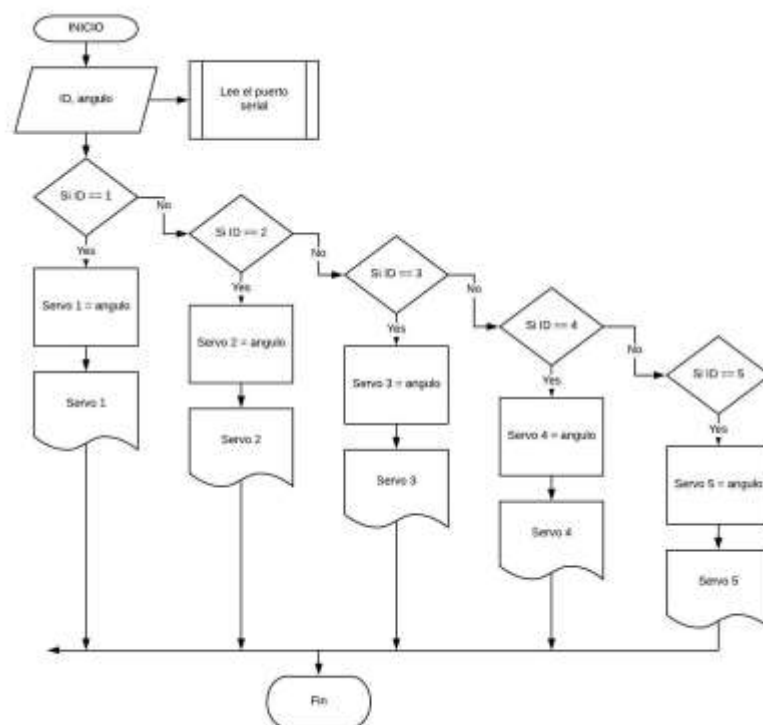 INICIO
ID, angulo
Lee el puerto
serial
Si ID == 1
No
Yes
Si ID == 2
No
Yes
Si ID == 3
No
Yes
Si ID == 4
No
Yes
Si ID == 5
Yes
Servo 1 = angulo
Servo 2 = angulo
Servo 3 = angulo
Servo 4 = angulo
Servo 5 = angulo
Servo 1
Servo 2
Servo 3
Servo 4
Servo 5
Fin